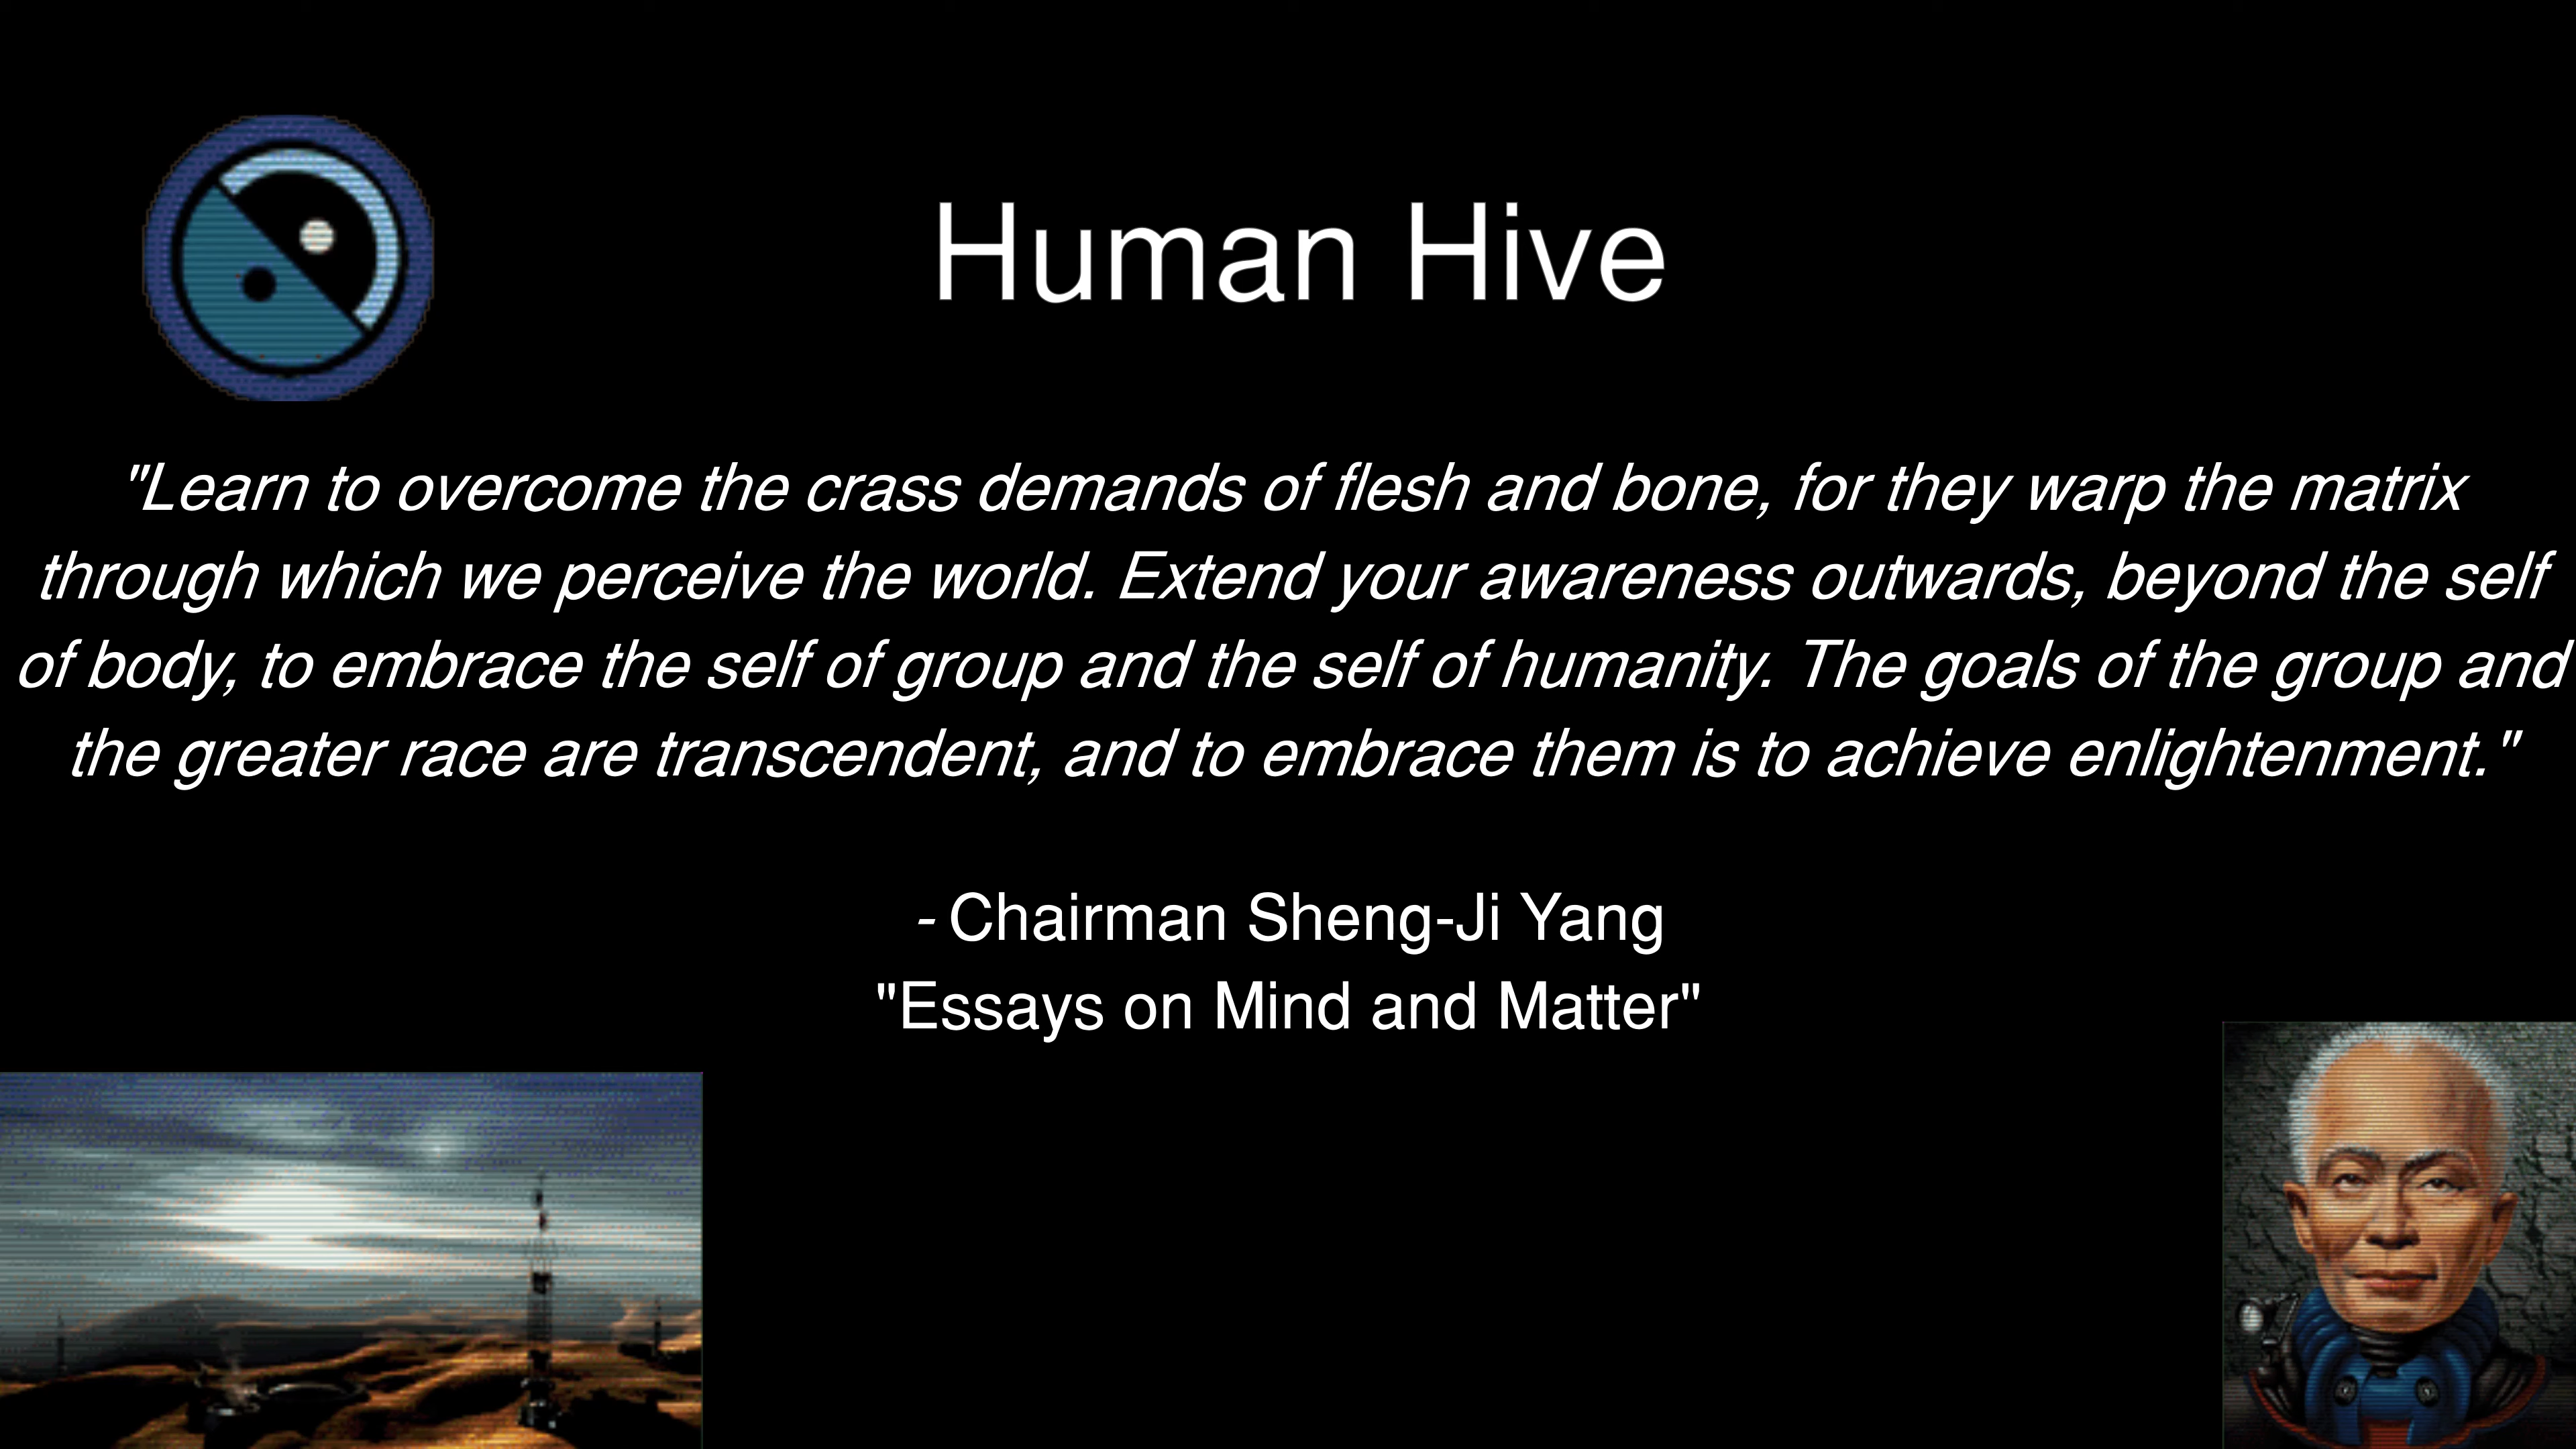 Human Hive
"Learn to overcome the crass demands of flesh and bone, for they warp the matrix
through which we perceive the world. Extend your awareness outwards, beyond the self
of body, to embrace the self of group and the self of humanity. The goals of the group and
the greater race are transcendent, and to embrace them is to achieve enlightenment."
- Chairman Sheng-Ji Yang
"Essays on Mind and Matter"